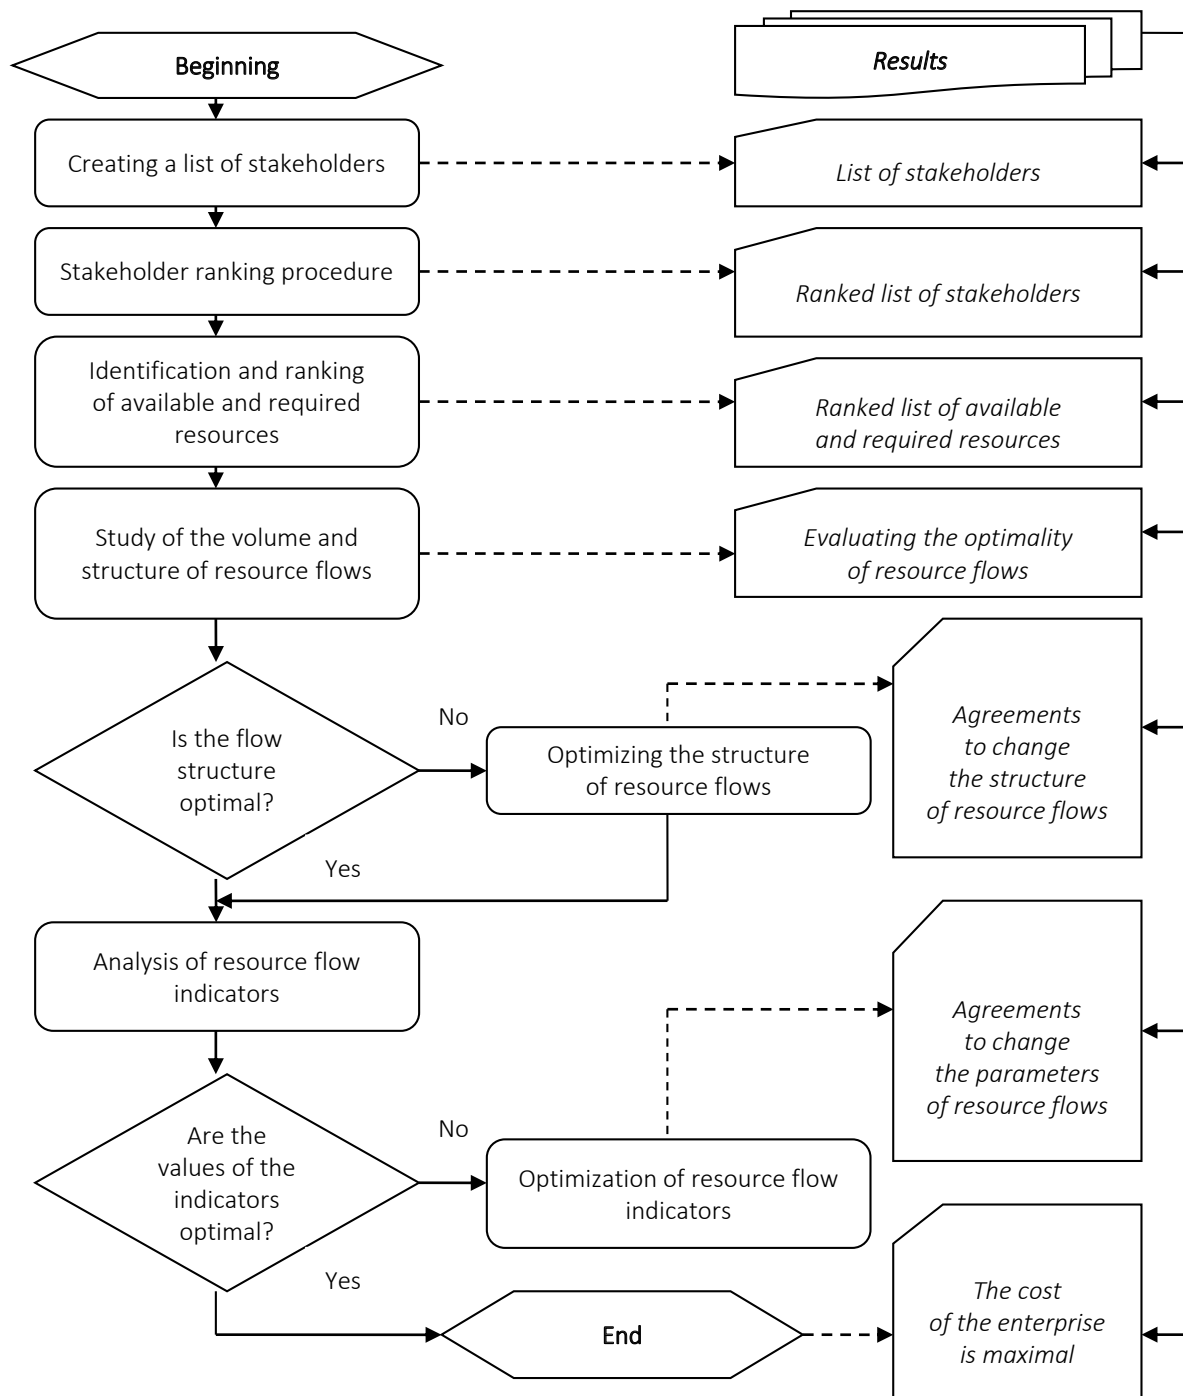 Beginning
Results
Creating a list of stakeholders
List of stakeholders
Stakeholder ranking procedure
Ranked list of stakeholders
Identification and ranking
of available and required
resources
Ranked list of available
and required resources
Study of the volume and
structure of resource flows
Evaluating the optimality
of resource flows
Is the flow
structure
optimal?
No
Optimizing the structure
of resource flows
Agreements
to change
the structure
of resource flows
Yes
Analysis of resource flow
indicators
Agreements
to change
the parameters
of resource flows
Are the
values of the
indicators
optimal?
No
Optimization of resource flow
indicators
Yes
End
The cost
of the enterprise
is maximal